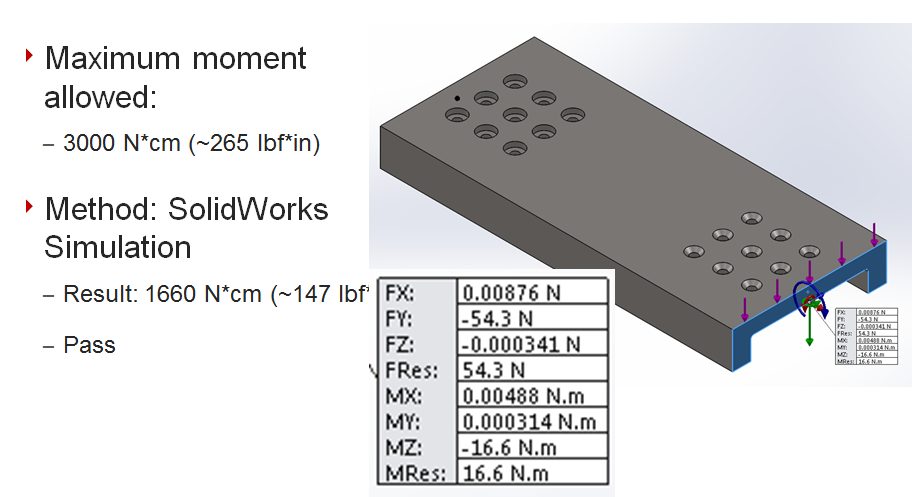 Maximum moment
allowed:
– 3000 N*cm (~265 lbf*in)
Method: SolidWorks
Simulation
– Result: 1660 N*cm (~147 lbf*
– Pass
FX: 0.00876 N
FY: -54.3 N
FZ: -0.000341 N
FRes: 54.3 N
MX: 0.00488 N.m
MY: 0.000314 N.m
MZ: -16.6 N.m
MRes: 16.6 N.m
FX: 0.00876 N
FY: -54.3 N
FZ: -0.000341 N
FRes: 54.3 N
MX: 0.00488 N.m
MY: 0.000314 N.m
MZ: -16.6 N.m
MRes: 16.6 N.m